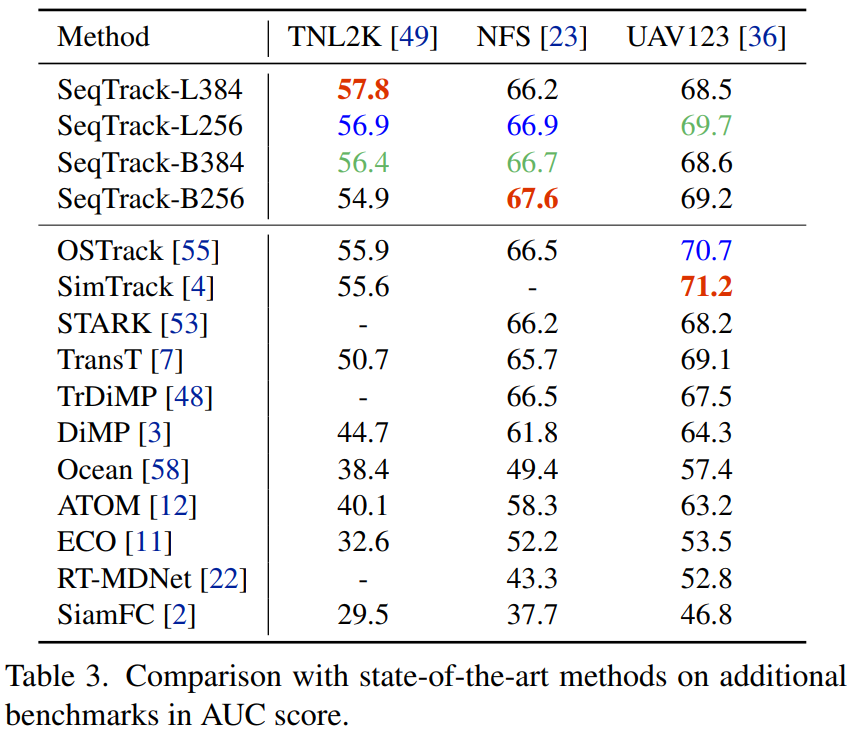 Method TNL2K [49] NFS [23] UAV123 [36]
SeqTrack-L384 57.8 66.2 68.5
SeqTrack-L256 56.9 66.9 69.7
SeqTrack-B384 56.4 66.7 68.6
SeqTrack-B256 54.9 67.6 69.2
OSTrack [55] 55.9 66.5 70.7
SimTrack [4] 55.6 - 71.2
STARK [53] - 66.2 68.2
TransT [7] 50.7 65.7 69.1
TrDiMP [48] - 66.5 67.5
DiMP [3] 44.7 61.8 64.3
Ocean [58] 38.4 49.4 57.4
ATOM [12] 40.1 58.3 63.2
ECO [11] 32.6 52.2 53.5
RT-MDNet [22] - 43.3 52.8
SiamFC [2] 29.5 37.7 46.8
Table 3. Comparison with state-of-the-art methods on additional
benchmarks in AUC score.